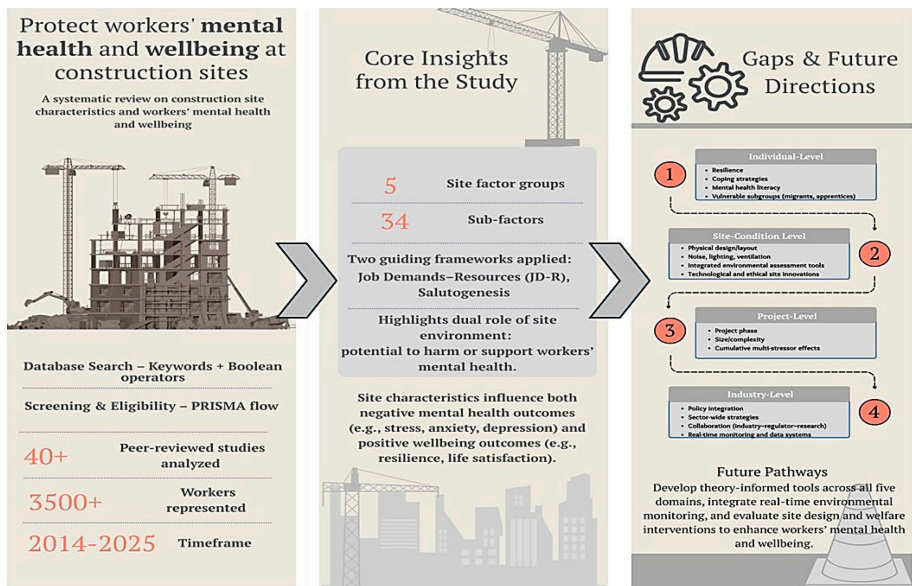 Protect workers' mental
health and wellbeing at
construction sites
A systematic review on construction site
characteristics and workers' mental health
and wellbeing
Database Search – Keywords + Boolean
operators
Screening & Eligibility – PRISMA flow
40+ Peer-reviewed studies
analyzed
3500+ Workers
represented
2014-2025 Timeframe
Core Insights
from the Study
5 Site factor groups
34 Sub-factors
Two guiding frameworks applied:
Job Demands–Resources (JD-R),
Salutogenesis
Highlights dual role of site
environment:
potential to harm or support workers'
mental health.
Site characteristics influence both
negative mental health outcomes
(e.g., stress, anxiety, depression) and
positive wellbeing outcomes (e.g.,
resilience, life satisfaction).
Gaps & Future
Directions
1
Individual-Level
• Resilience
• Coping strategies
• Mental health literacy
• Vulnerable subgroups (migrants, apprentices)
Site-Condition Level
• Physical design/layout
• Noise, lighting, ventilation
• Integrated environmental assessment tools
• Technological and ethical site innovations
2
3
Project-Level
• Project phase
• Size/complexity
• Cumulative multi-stressor effects
Industry-Level
• Policy integration
• Sector-wide strategies
• Collaboration (industry–regulator–research)
• Real-time monitoring and data systems
4
Future Pathways
Develop theory-informed tools across all five
domains, integrate real-time environmental
monitoring, and evaluate site design and welfare
interventions to enhance workers' mental health
and wellbeing.